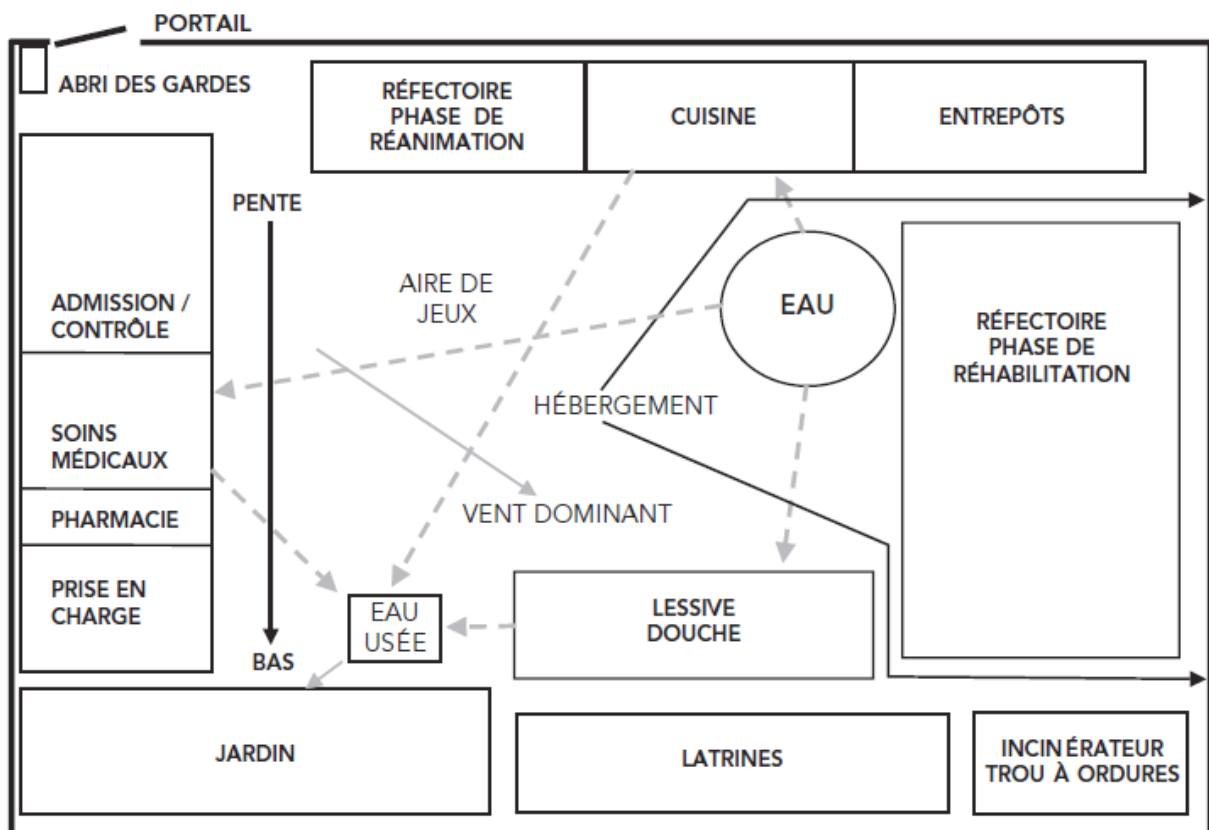 PORTAIL
ABRI DES GARDES
RÉFECTOIRE
PHASE DE
RÉANIMATION
CUISINE
ENTREPÔTS
PENTE
ADMISSION /
CONTRÔLE
AIRE DE
JEUX
EAU
RÉFECTOIRE
PHASE DE
RÉHABILITATION
HÉBERGEMENT
SOINS
MÉDICAUX
PHARMACIE
VENT DOMINANT
PRISE EN
CHARGE
EAU
USÉE
LESSIVE
DOUCHE
BAS
JARDIN
LATRINES
INCINÉRATEUR
TROU À ORDURES